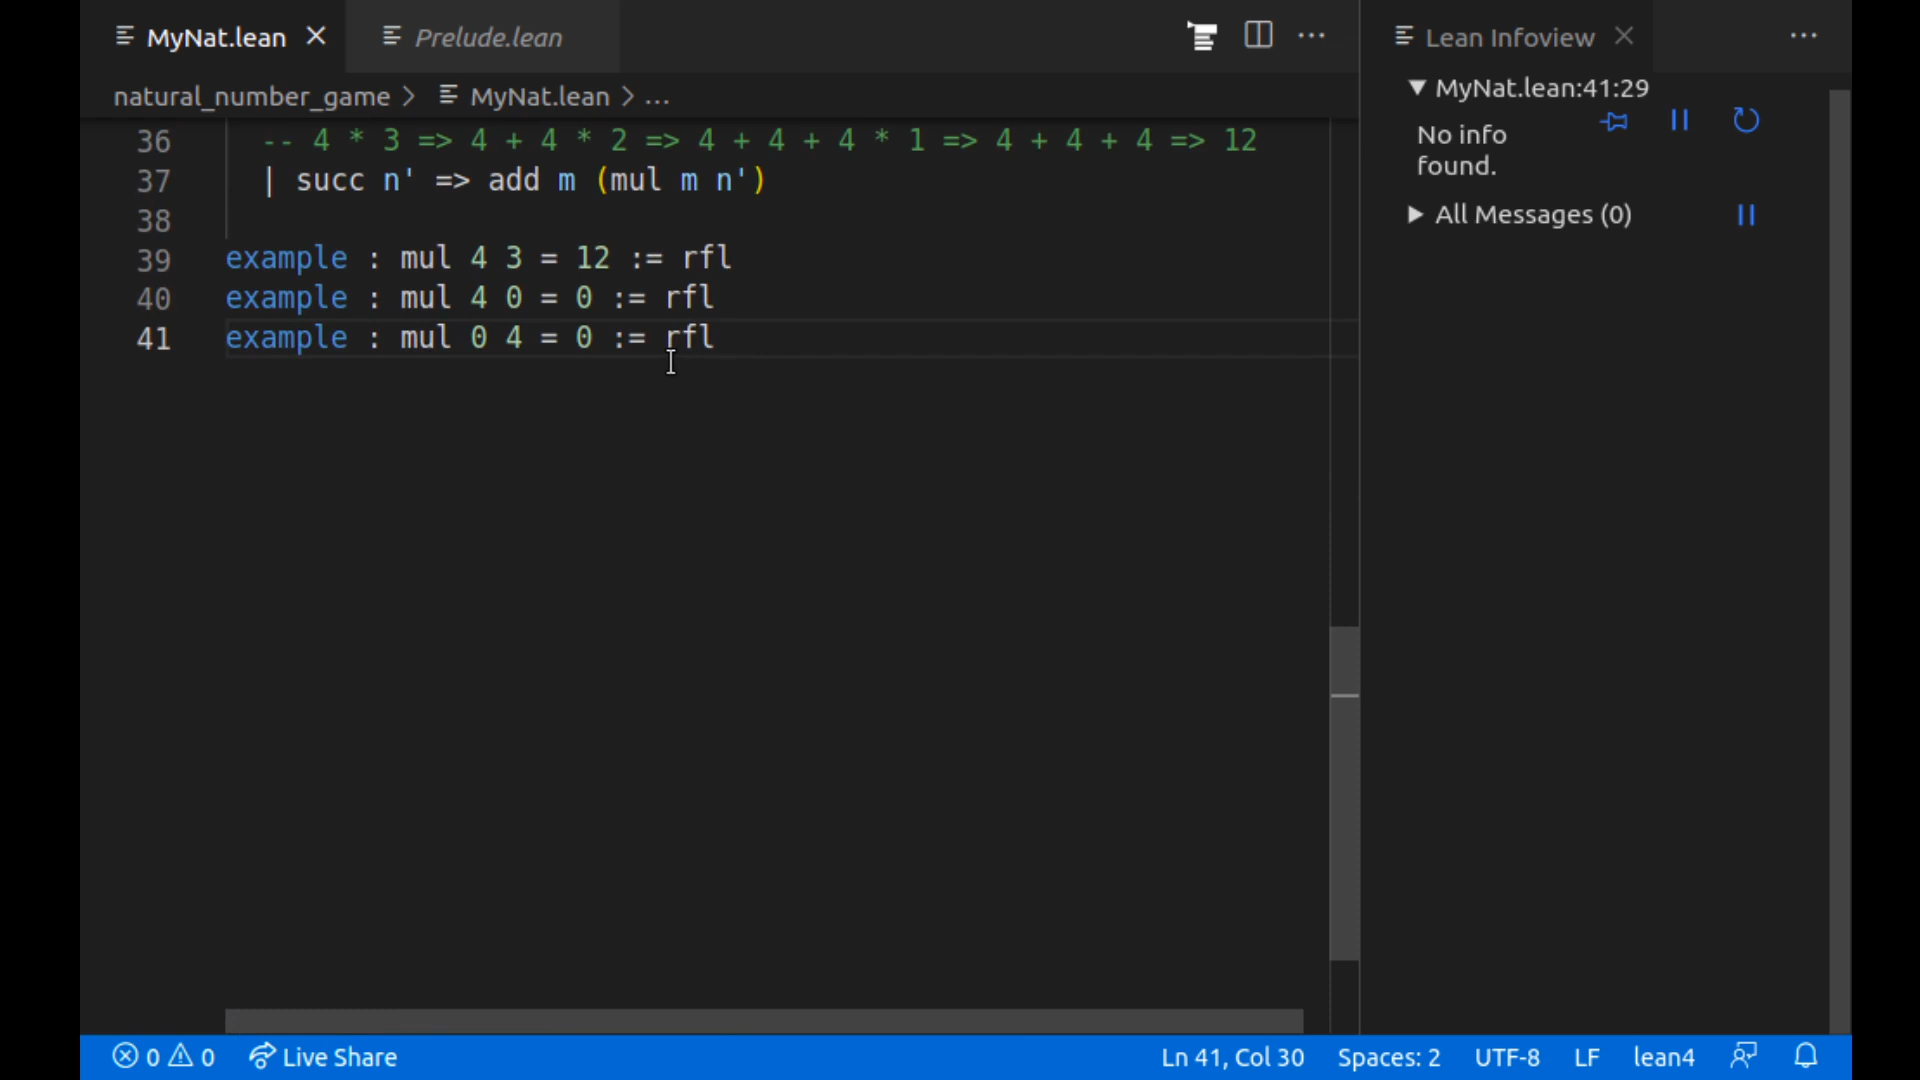 MyNat.lean
Prelude.lean
Lean Infoview
natural_number_game > MyNat.lean > ...
MyNat.lean:41:29
No info found.
All Messages (0)
36 -- 4 * 3 => 4 + 4 * 2 => 4 + 4 + 4 * 1 => 4 + 4 + 4 => 12
37 | succ n' => add m (mul m n')
38
39 example : mul 4 3 = 12 := rfl
40 example : mul 4 0 = 0 := rfl
41 example : mul 0 4 = 0 := rfl
0 0 Live Share Ln 41, Col 30 Spaces: 2 UTF-8 LF lean4